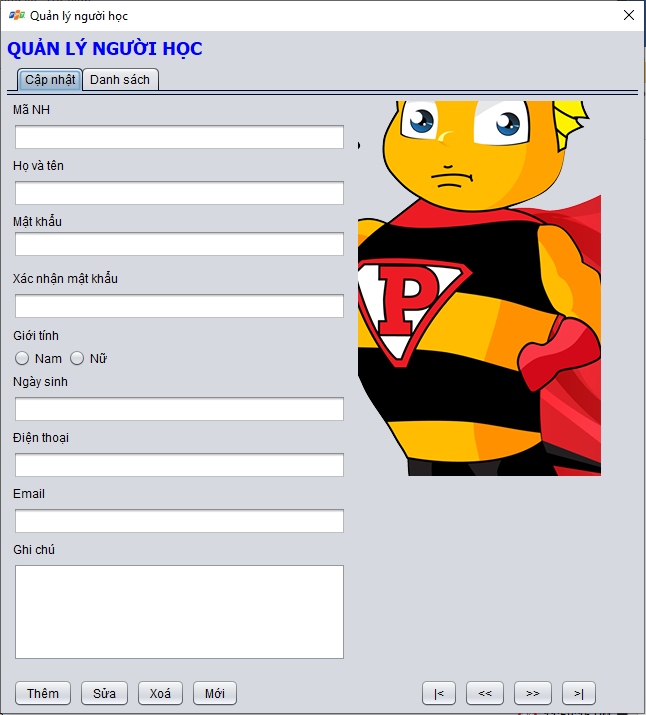 Quản lý người học
QUẢN LÝ NGƯỜI HỌC
Cập nhật Danh sách
Mã NH
Họ và tên
Mật khẩu
Xác nhận mật khẩu
Giới tính
Nam Nữ
Ngày sinh
Điện thoại
Email
Ghi chú
P
Thêm Sửa Xoá Mới |< << >> >|